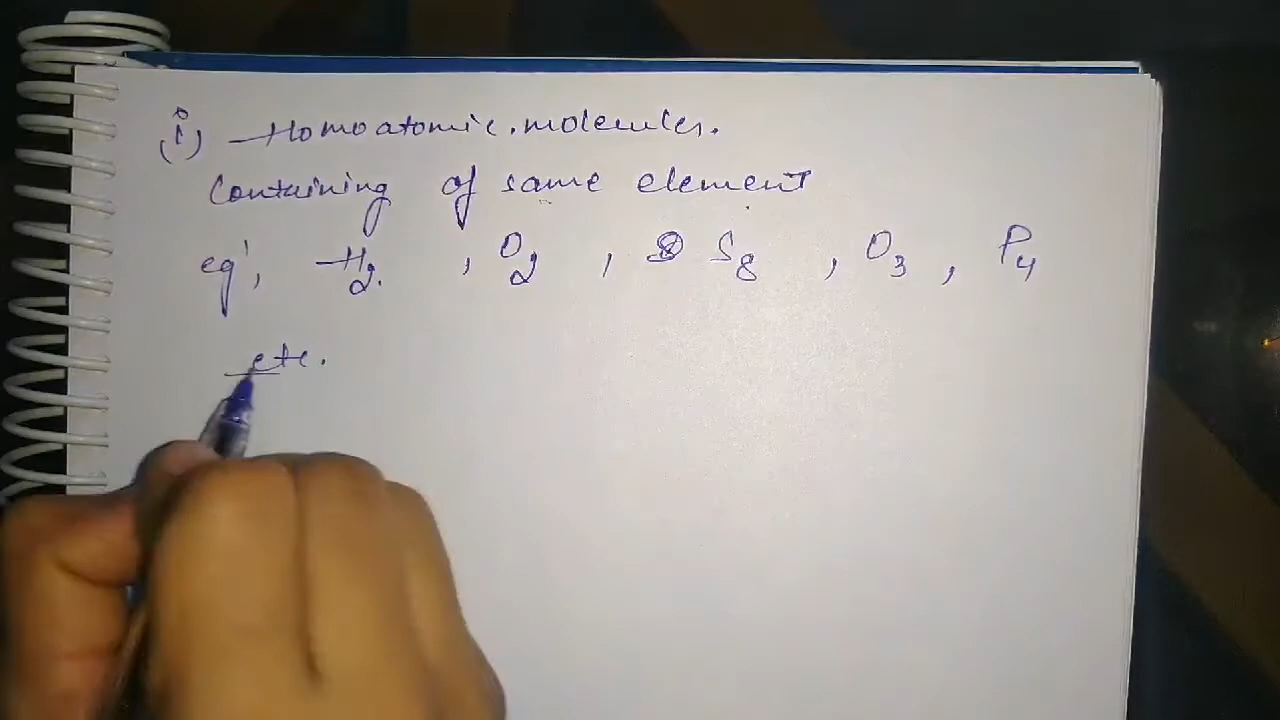 (i) Homoatomic molecules.
Containing of same element
eg', H2. , O2 , S8 , O3 , P4
etc.